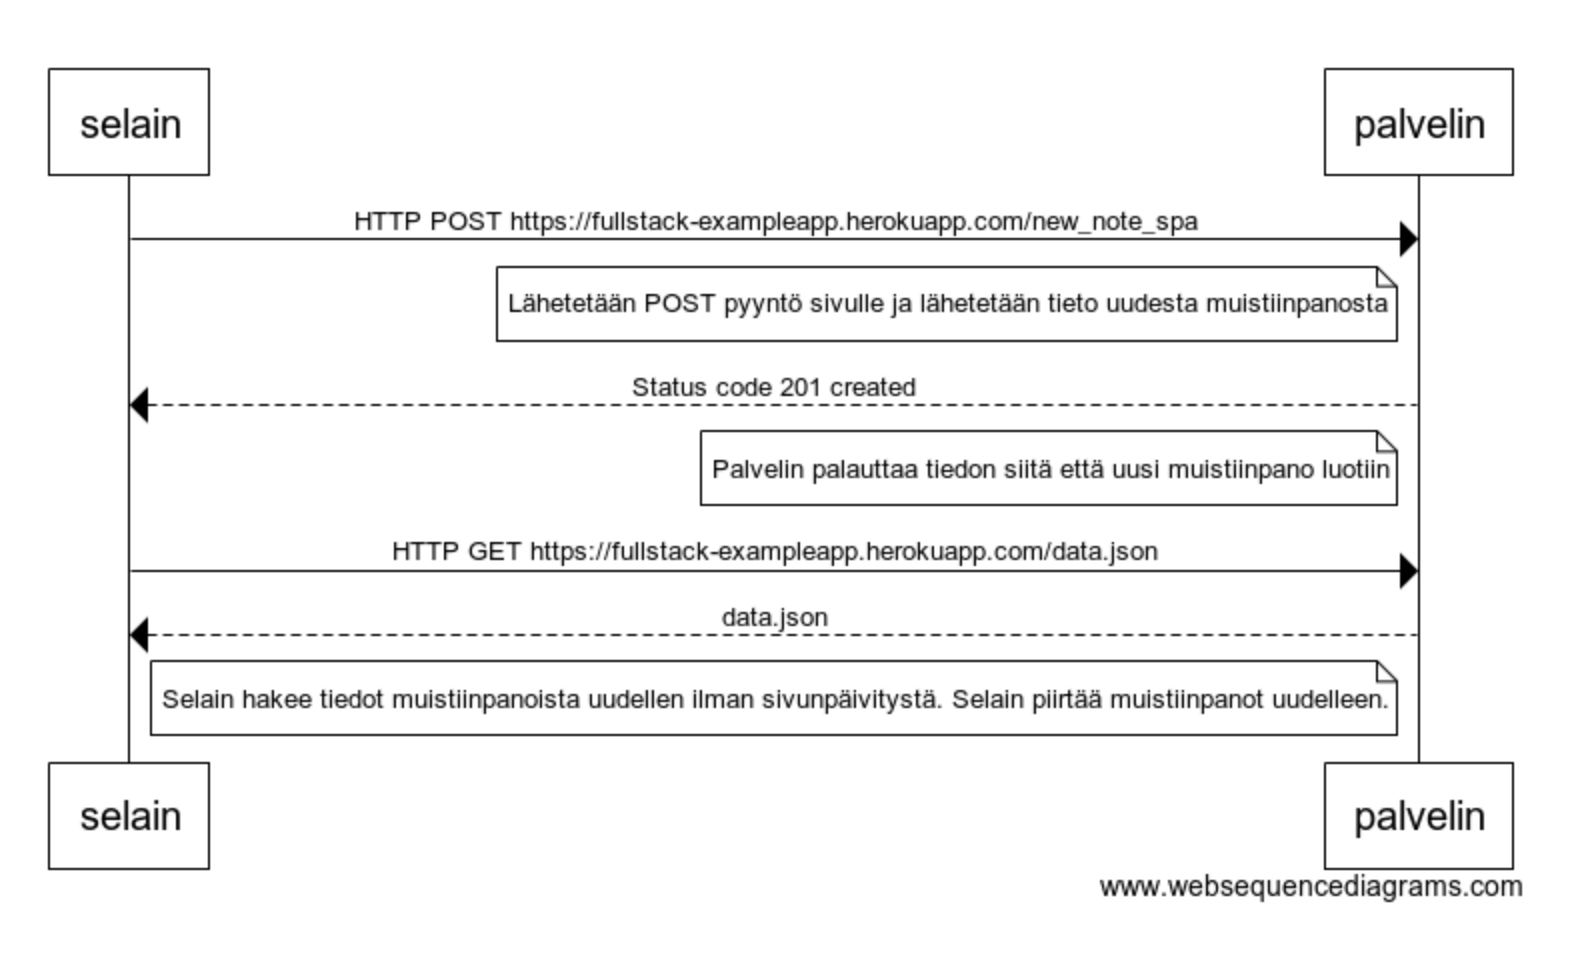 selain
palvelin
HTTP POST https://fullstack-exampleapp.herokuapp.com/new_note_spa
Lähetetään POST pyyntö sivulle ja lähetetään tieto uudesta muistiinpanosta
Status code 201 created
Palvelin palauttaa tiedon siitä että uusi muistiinpano luotiin
HTTP GET https://fullstack-exampleapp.herokuapp.com/data.json
data.json
Selain hakee tiedot muistiinpanoista uudellen ilman sivunpäivitystä. Selain piirtää muistiinpanot uudelleen.
selain
palvelin
www.websequencediagrams.com